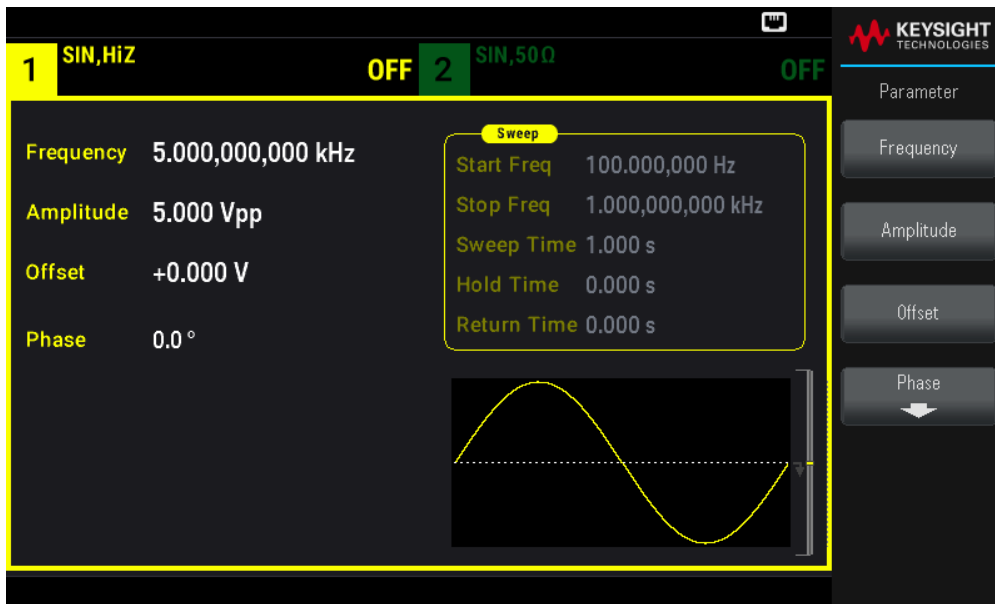 KEYSIGHT
TECHNOLOGIES
1 SIN,HiZ OFF 2 SIN,50Ω OFF
Parameter
Frequency 5.000,000,000 kHz
Amplitude 5.000 Vpp
Offset +0.000 V
Phase 0.0 °
Sweep
Start Freq 100.000,000 Hz
Stop Freq 1.000,000,000 kHz
Sweep Time 1.000 s
Hold Time 0.000 s
Return Time 0.000 s
Frequency
Amplitude
Offset
Phase